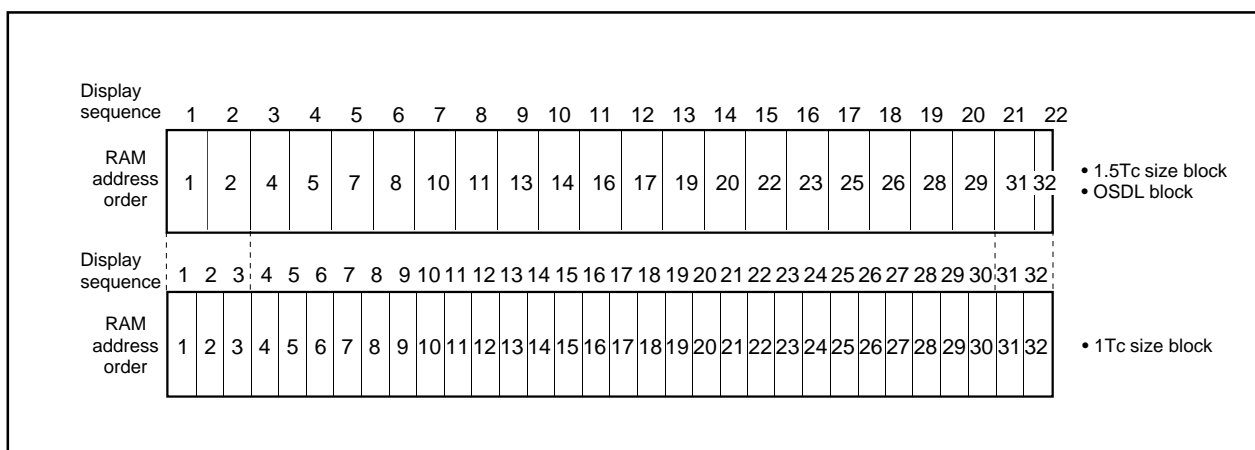 Display
sequence 1 2 3 4 5 6 7 8 9 10 11 12 13 14 15 16 17 18 19 20 21 22
RAM
address
order
1 2 4 5 7 8 10 11 13 14 16 17 19 20 22 23 25 26 28 29 31 32
• 1.5Tc size block
• OSDL block
Display
sequence 1 2 3 4 5 6 7 8 9 10 11 12 13 14 15 16 17 18 19 20 21 22 23 24 25 26 27 28 29 30 31 32
RAM
address
order
1 2 3 4 5 6 7 8 9 10 11 12 13 14 15 16 17 18 19 20 21 22 23 24 25 26 27 28 29 30 31 32
• 1Tc size block